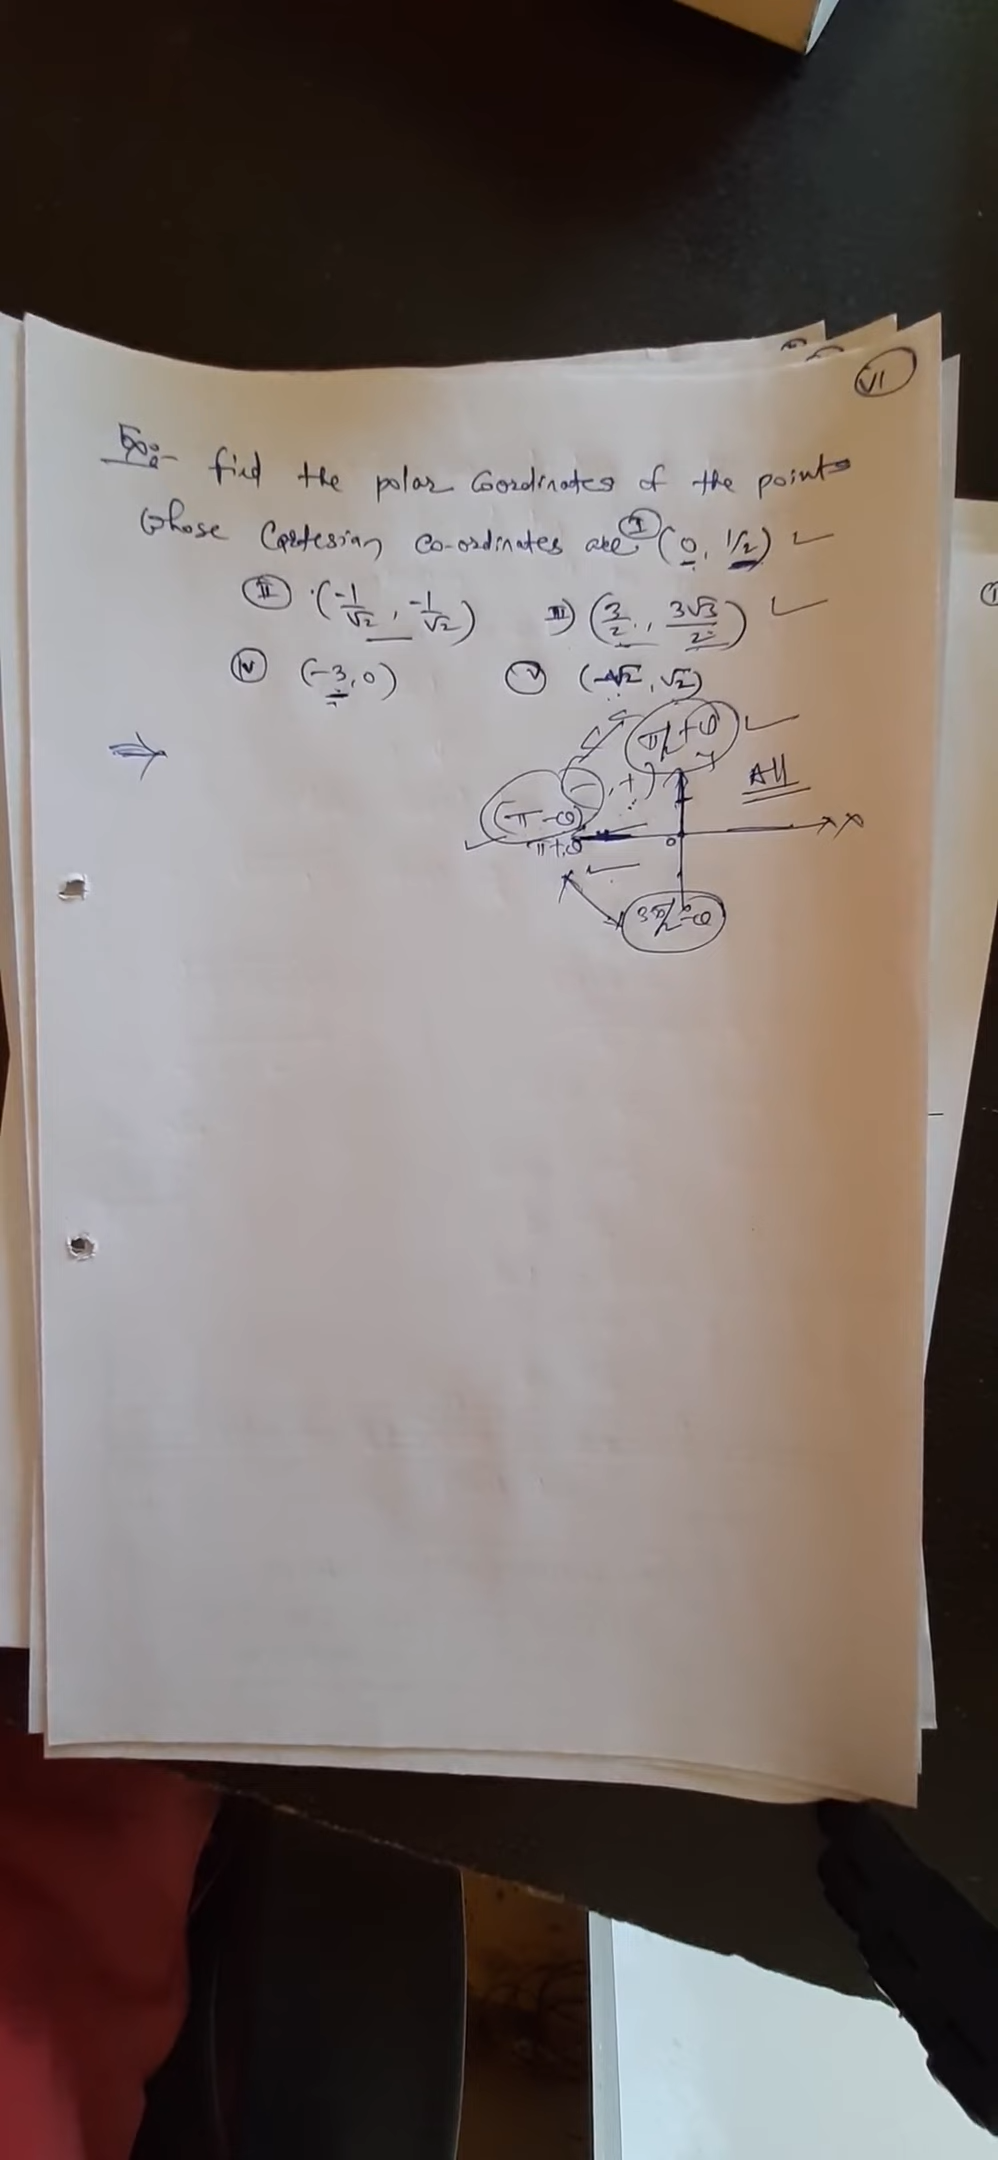 VI
Ex:- find the polar Coordinates of the points
whose Cartesian co-ordinates are (I) (0, 1/2)
(II) (-1/√2, -1/√2) III) (3/2, 3√3/2)
(IV) (-3, 0) (V) (-√2, √2)
π/2+θ
All
(-, +)
π-θ
X
π+θ
0
3π/2-θ